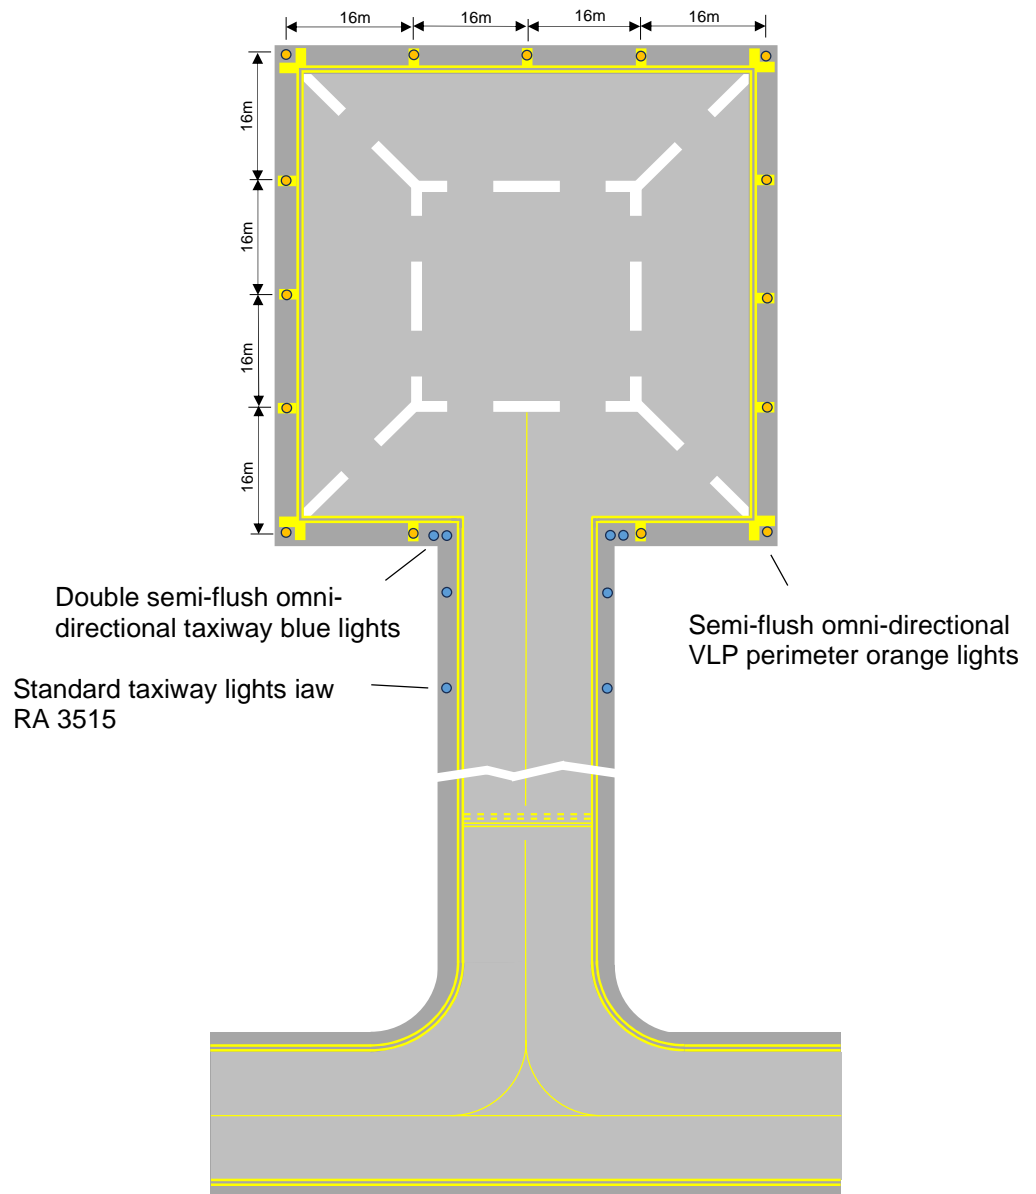 16m
16m
16m
16m
16m
16m
16m
16m
Double semi-flush omni-
directional taxiway blue lights
Semi-flush omni-directional
VLP perimeter orange lights
Standard taxiway lights iaw
RA 3515